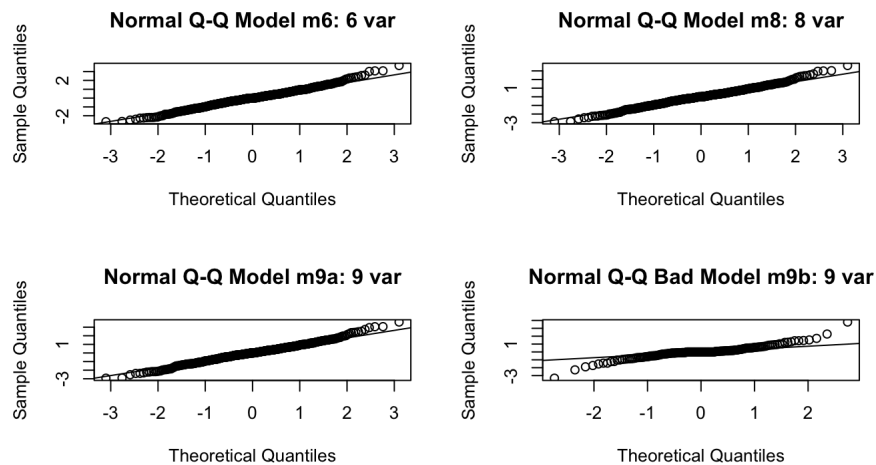 Normal Q-Q Model m6: 6 var
Sample Quantiles
2
-2
-3 -2 -1 0 1 2 3
Theoretical Quantiles
Normal Q-Q Model m8: 8 var
Sample Quantiles
1
-3
-3 -2 -1 0 1 2 3
Theoretical Quantiles
Normal Q-Q Model m9a: 9 var
Sample Quantiles
1
-3
-3 -2 -1 0 1 2 3
Theoretical Quantiles
Normal Q-Q Bad Model m9b: 9 var
Sample Quantiles
1
-3
-2 -1 0 1 2
Theoretical Quantiles